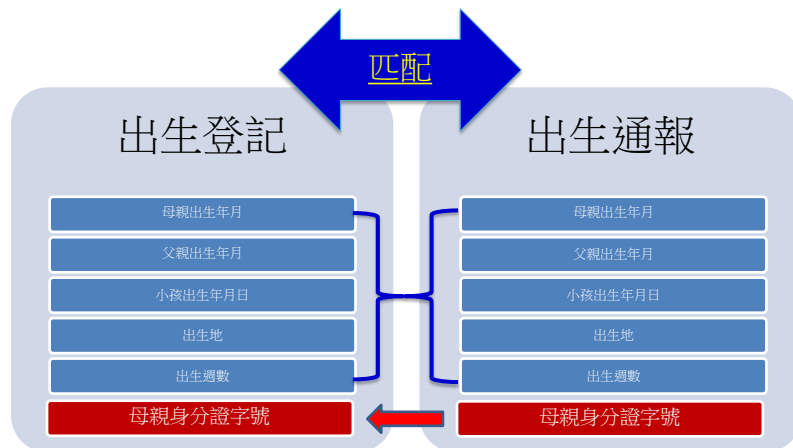 匹配
出生登記
母親出生年月
父親出生年月
小孩出生年月日
出生地
出生週數
母親身分證字號
出生通報
母親出生年月
父親出生年月
小孩出生年月日
出生地
出生週數
母親身分證字號